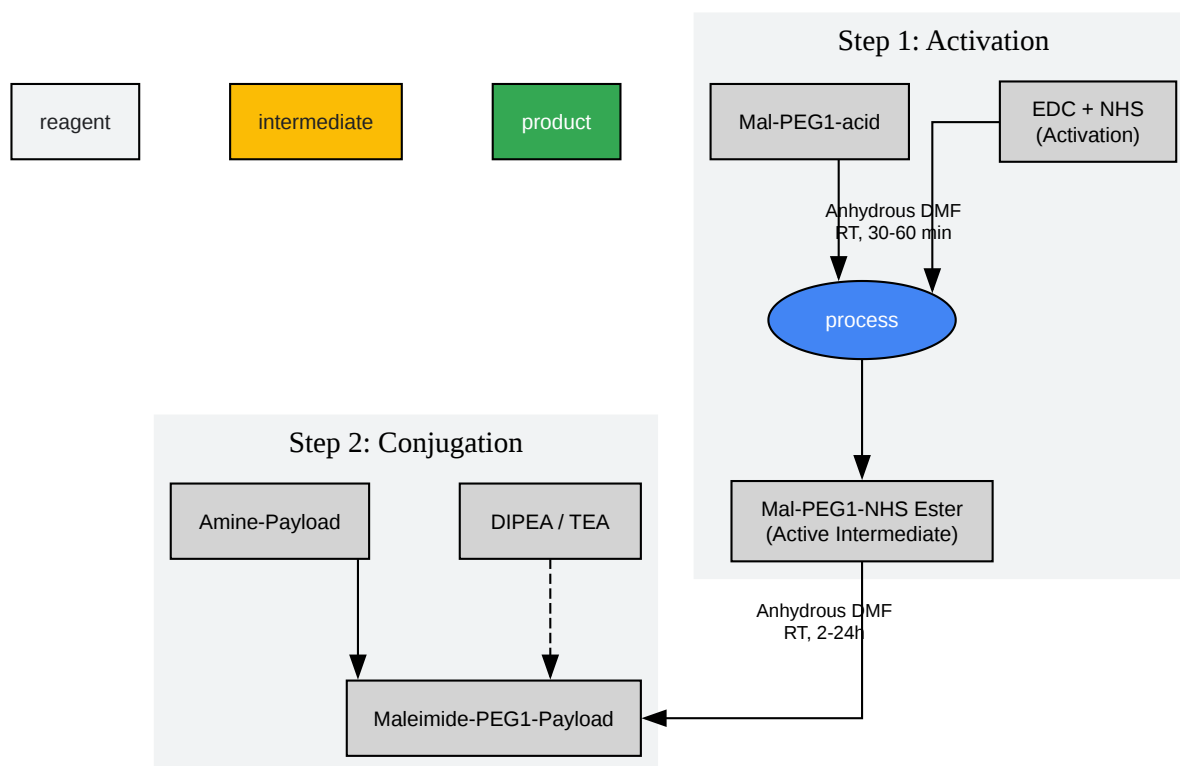 Step 1: Activation
reagent
intermediate
product
Mal-PEG1-acid
EDC + NHS
(Activation)
Anhydrous DMF
RT, 30-60 min
process
Step 2: Conjugation
Amine-Payload
DIPEA / TEA
Mal-PEG1-NHS Ester
(Active Intermediate)
Anhydrous DMF
RT, 2-24h
Maleimide-PEG1-Payload